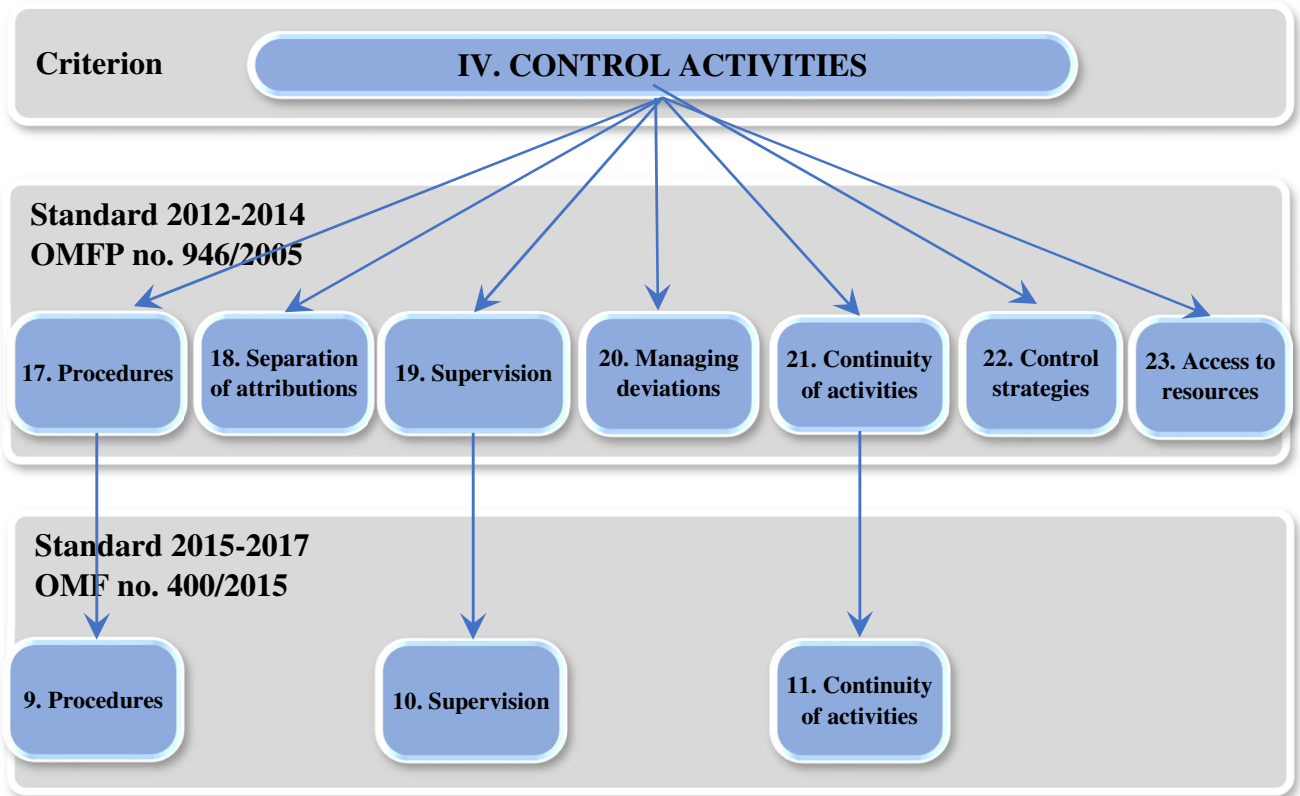 Criterion
IV. CONTROL ACTIVITIES
Standard 2012-2014
OMFP no. 946/2005
17. Procedures
18. Separation
of attributions
19. Supervision
20. Managing
deviations
21. Continuity
of activities
22. Control
strategies
23. Access to
resources
Standard 2015-2017
OMF no. 400/2015
9. Procedures
10. Supervision
11. Continuity
of activities